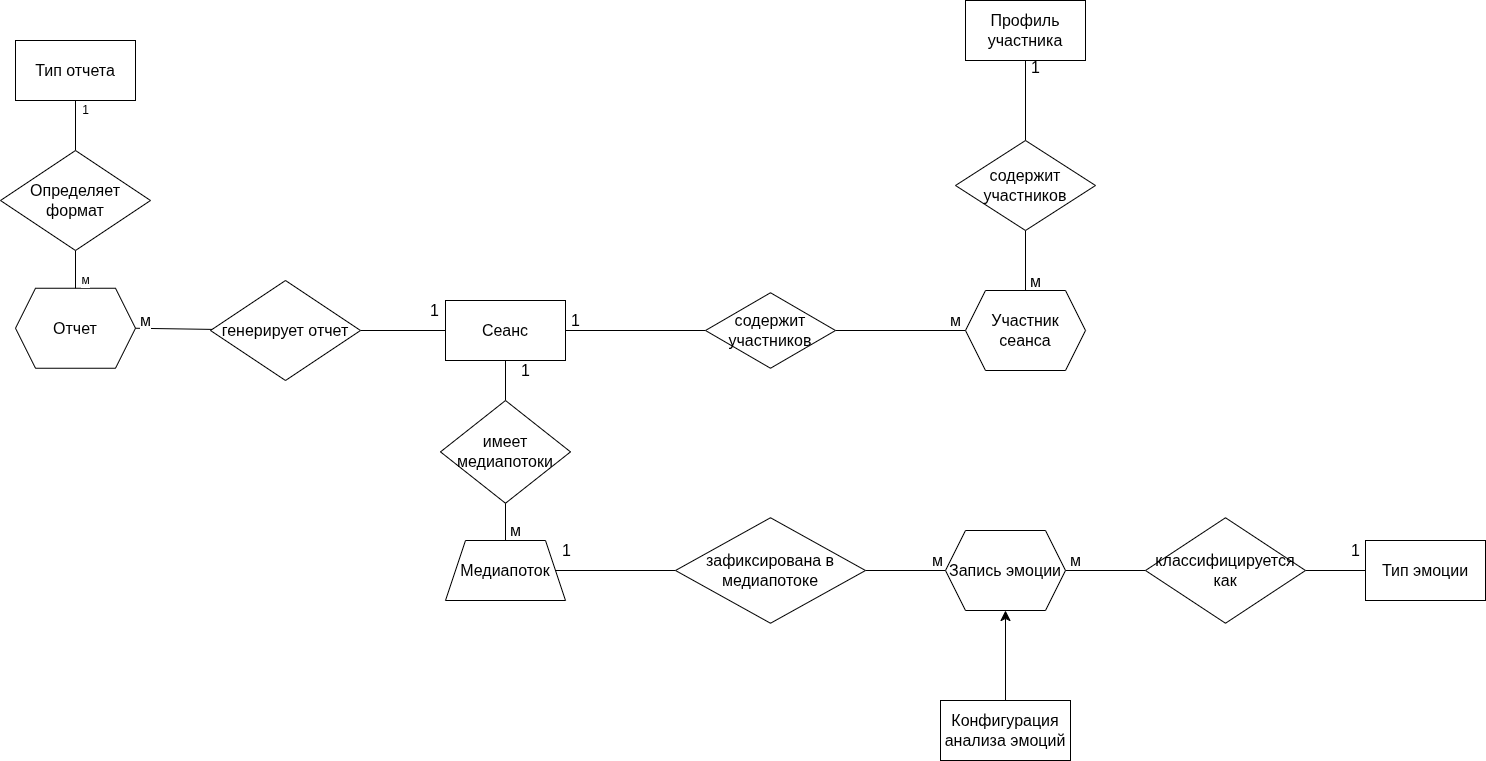 Профиль
участника
1
Тип отчета
1
Определяет
формат
м
содержит
участников
м
Отчет
м
генерирует отчет
1
Сеанс
1
содержит
участников
м
Участник
сеанса
1
имеет
медиапотоки
м
Медиапоток
1
зафиксирована в
медиапотоке
м
Запись эмоции
м
классифицируется
как
1
Тип эмоции
Конфигурация
анализа эмоций